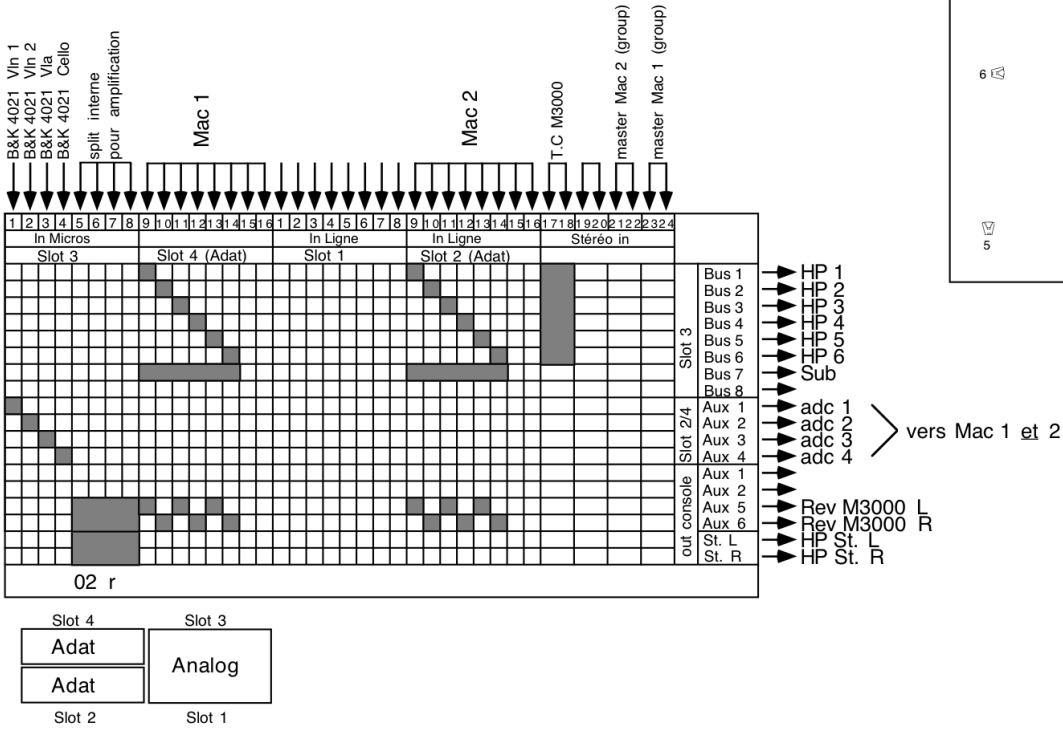 B&K 4021 Vln 1
B&K 4021 Vln 2
B&K 4021 Vla
B&K 4021 Cello
split interne
pour amplification
Mac 1
Mac 2
T.C M3000
master Mac 2 (group)
master Mac 1 (group)
6
5
1 2 3 4 5 6 7 8 9 10 11 12 13 14 15 16 1 2 3 4 5 6 7 8 9 10 11 12 13 14 15 16 17 18 19 20 21 22 23 24
In Micros In Ligne In Ligne Stéréo in
Slot 3 Slot 4 (Adat) Slot 1 Slot 2 (Adat)
Slot 3
Bus 1 HP 1
Bus 2 HP 2
Bus 3 HP 3
Bus 4 HP 4
Bus 5 HP 5
Bus 6 HP 6
Bus 7 Sub
Bus 8
Slot 2/4
Aux 1 adc 1
Aux 2 adc 2
Aux 3 adc 3
Aux 4 adc 4
vers Mac 1 et 2
out console
Aux 1
Aux 2
Aux 5 Rev M3000 L
Aux 6 Rev M3000 R
St. L HP St. L
St. R HP St. R
02 r
Slot 4 Slot 3
Adat
Analog
Adat
Slot 2 Slot 1